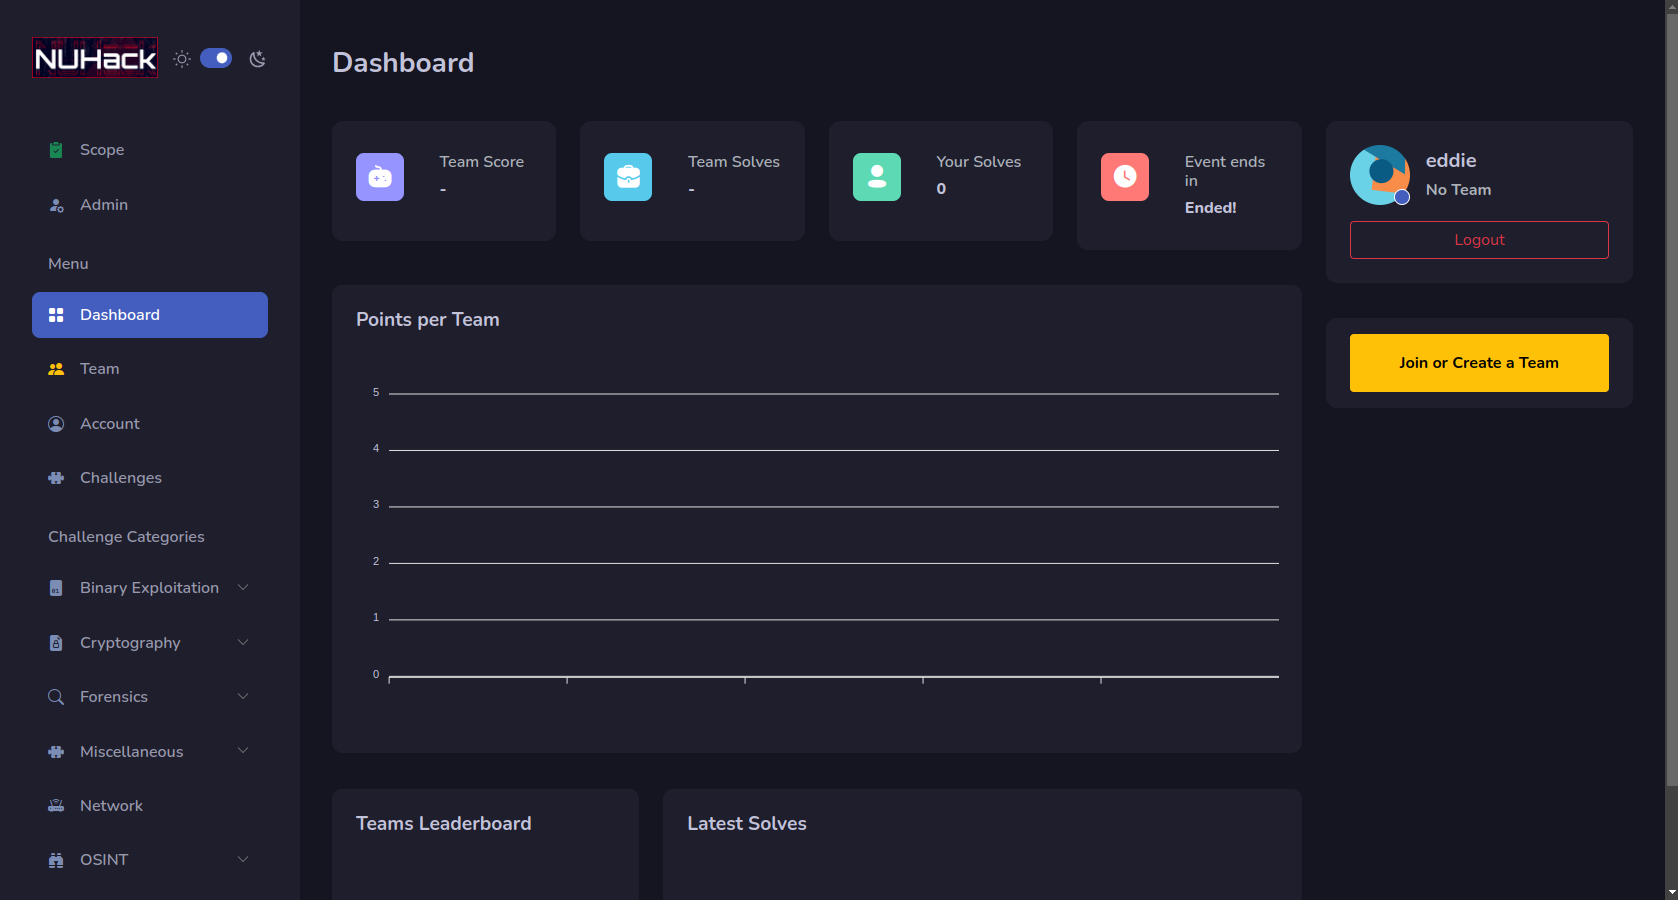 NUHack
Scope
Admin
Menu
Dashboard
Team
Account
Challenges
Challenge Categories
Binary Exploitation
Cryptography
Forensics
Miscellaneous
Network
OSINT
Dashboard
Team Score
-
Team Solves
-
Your Solves
0
Event ends
in
Ended!
eddie
No Team
Logout
Join or Create a Team
Points per Team
5
4
3
2
1
0
Teams Leaderboard
Latest Solves